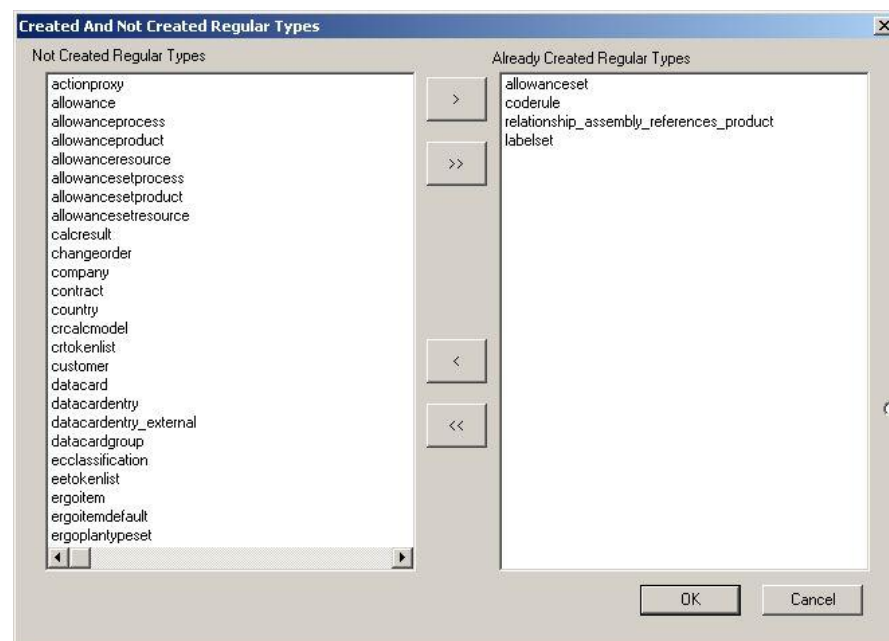 Created And Not Created Regular Types
Not Created Regular Types
actionproxy
allowance
allowanceprocess
allowanceproduct
allowanceresource
allowancesetprocess
allowancesetproduct
allowancesetresource
calcresult
changeorder
company
contract
country
crcalcmodel
crtokenlist
customer
datacard
datacardentry
datacardentry_external
datacardgroup
ecclassification
eetokenlist
ergoitem
ergoitemdefault
ergoplantypeset
>
>>
<
<<
Already Created Regular Types
allowanceset
coderule
relationship_assembly_references_product
labelset
OK
Cancel